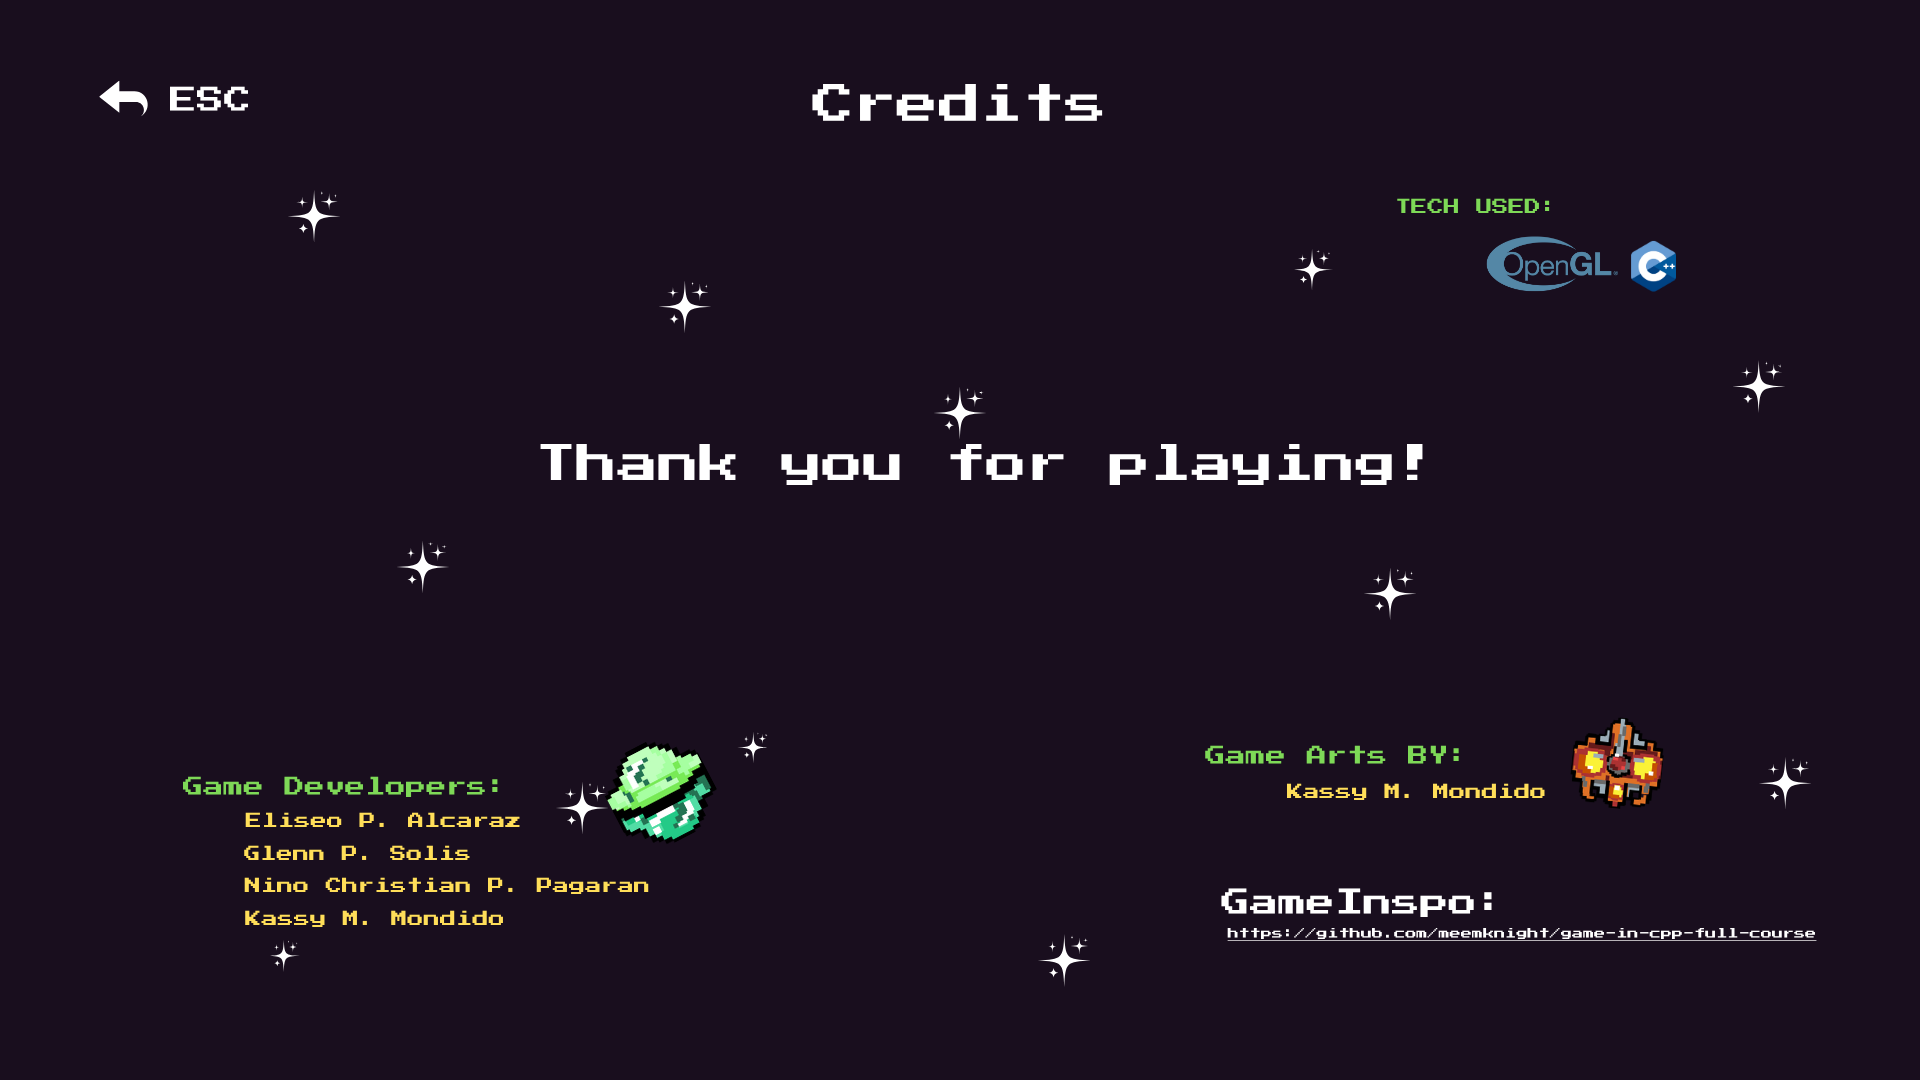 ESC
Credits
TECH USED:
OpenGL.
C++
Thank you for playing!
Game Developers:
Eliseo P. Alcaraz
Glenn P. Solis
Nino Christian P. Pagaran
Kassy M. Mondido
Game Arts BY:
Kassy M. Mondido
GameInspo:
https://github.com/meemknight/game-in-cpp-full-course